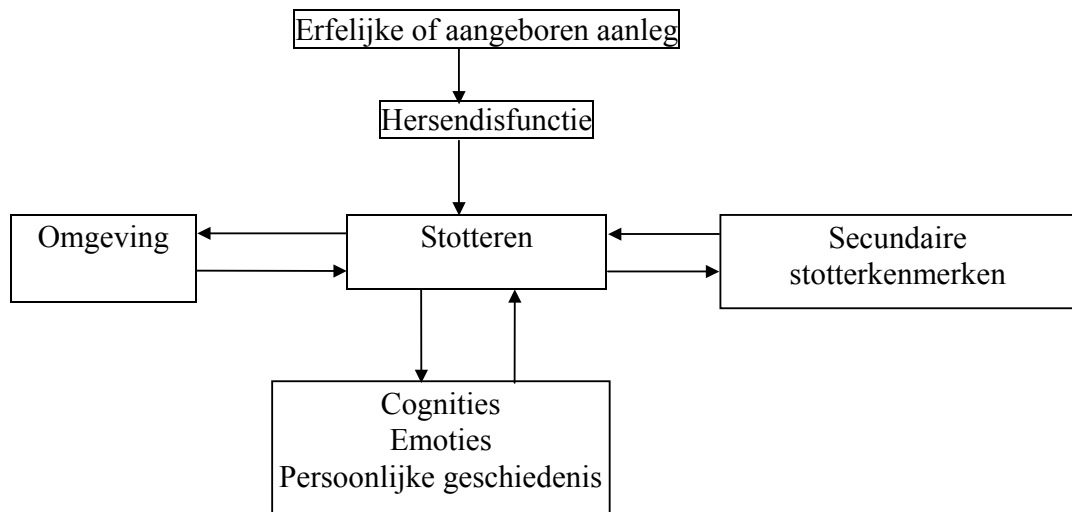 Erfelijke of aangeboren aanleg
Hersendisfunctie
Omgeving
Stotteren
Secundaire
stotterkenmerken
Cognities
Emoties
Persoonlijke geschiedenis